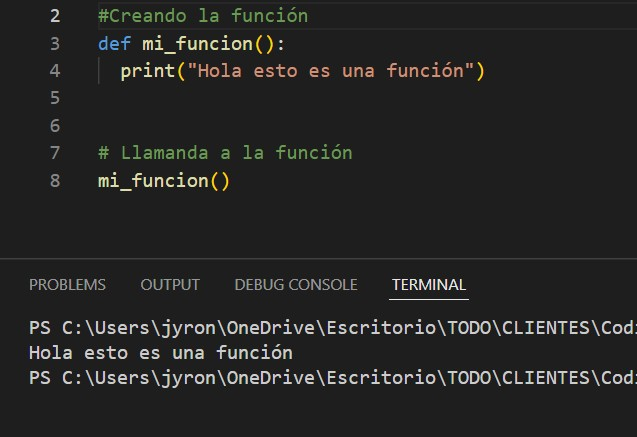 2 #Creando la función
3 def mi_funcion():
4 print("Hola esto es una función")
5
6
7 # Llamanda a la función
8 mi_funcion()
PROBLEMS OUTPUT DEBUG CONSOLE TERMINAL
PS C:\Users\jyron\OneDrive\Escritorio\TODO\CLIENTES\Codi
Hola esto es una función
PS C:\Users\jyron\OneDrive\Escritorio\TODO\CLIENTES\Codi